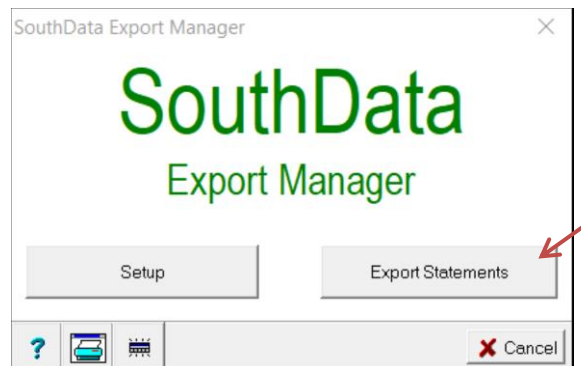 SouthData Export Manager
SouthData
Export Manager
Setup
Export Statements
? Cancel